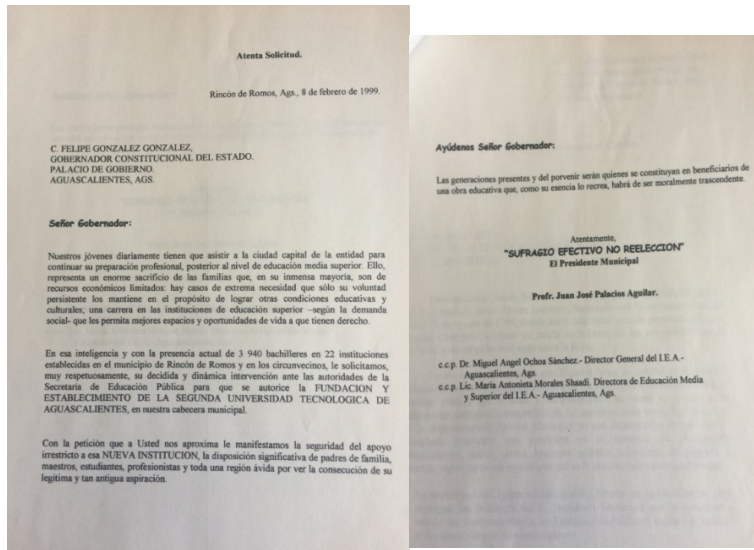 Atenta Solicitud.
Rincón de Romos, Ags., 8 de febrero de 1999.
C. FELIPE GONZALEZ GONZALEZ,
GOBERNADOR CONSTITUCIONAL DEL ESTADO.
PALACIO DE GOBIERNO.
AGUASCALIENTES, AGS.
Señor Gobernador:
Nuestros jóvenes diariamente tienen que asistir a la ciudad capital de la entidad para
continuar su preparación profesional, posterior al nivel de educación media superior. Ello,
representa un enorme sacrificio de las familias que, en su inmensa mayoría, son de
recursos económicos limitados: hay casos de extrema necesidad que sólo su voluntad
persistente los mantiene en el propósito de lograr otras condiciones educativas y
culturales; una carrera en las instituciones de educación superior –según la demanda
social- que les permita mejores espacios y oportunidades de vida a que tienen derecho.
En esa inteligencia y con la presencia actual de 3 940 bachilleres en 22 instituciones
establecidas en el municipio de Rincón de Romos y en los circunvecinos, le solicitamos,
muy respetuosamente, su decidida y dinámica intervención ante las autoridades de la
Secretaría de Educación Pública para que se autorice la FUNDACION Y
ESTABLECIMIENTO DE LA SEGUNDA UNIVERSIDAD TECNOLOGICA DE
AGUASCALIENTES, en nuestra cabecera municipal.
Con la petición que a Usted nos aproxima le manifestamos la seguridad del apoyo
irrestricto a esa NUEVA INSTITUCION, la disposición significativa de padres de familia,
maestros, estudiantes, profesionistas y toda una región ávida por ver la consecución de su
legítima y tan antigua aspiración.
Ayúdenos Señor Gobernador:
Las generaciones presentes y del porvenir serán quienes se constituyan en beneficiarios de
una obra educativa que, como su esencia lo recrea, habrá de ser moralmente trascendente.
Atentamente,
"SUFRAGIO EFECTIVO NO REELECCION"
El Presidente Municipal
Profr. Juan José Palacios Aguilar.
c.c.p. Dr. Miguel Angel Ochoa Sánchez.- Director General del I.E.A.-
Aguascalientes, Ags.
c.c.p. Lic. María Antonieta Morales Shaadi. Directora de Educación Media
y Superior del I.E.A.- Aguascalientes, Ags.